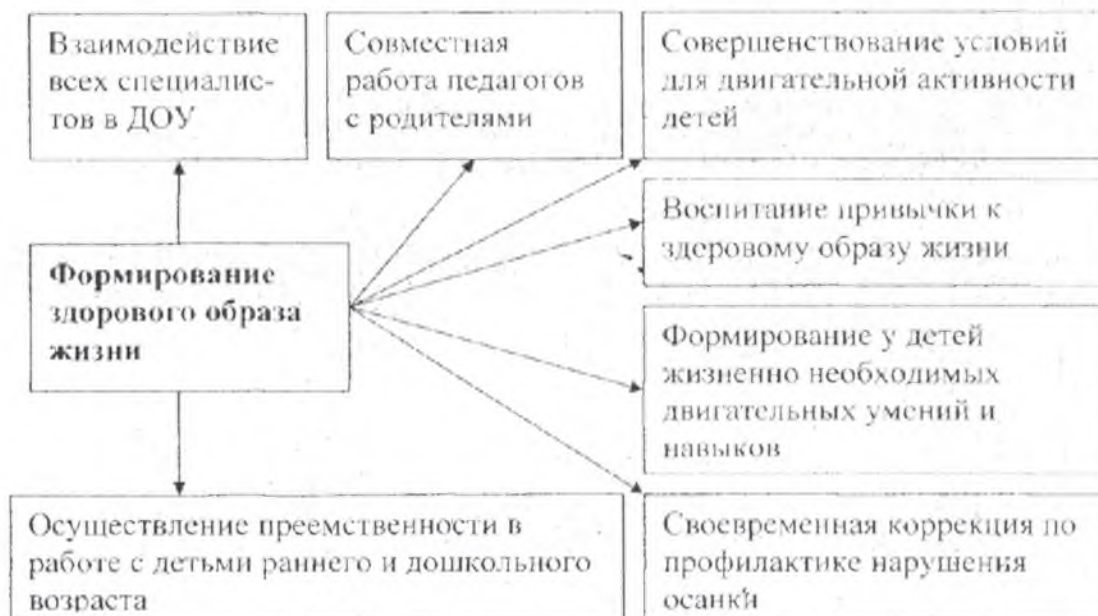 Взаимодействие
всех специалис-
тов в ДОУ
Совместная
работа педагогов
с родителями
Совершенствование условий
для двигательной активности
детей
Воспитание привычки к
здоровому образу жизни
Формирование
здорового образа
жизни
Формирование у детей
жизненно необходимых
двигательных умений и
навыков
Осуществление преемственности в
работе с детьми раннего и дошкольного
возраста
Своевременная коррекция по
профилактике нарушения
осанки